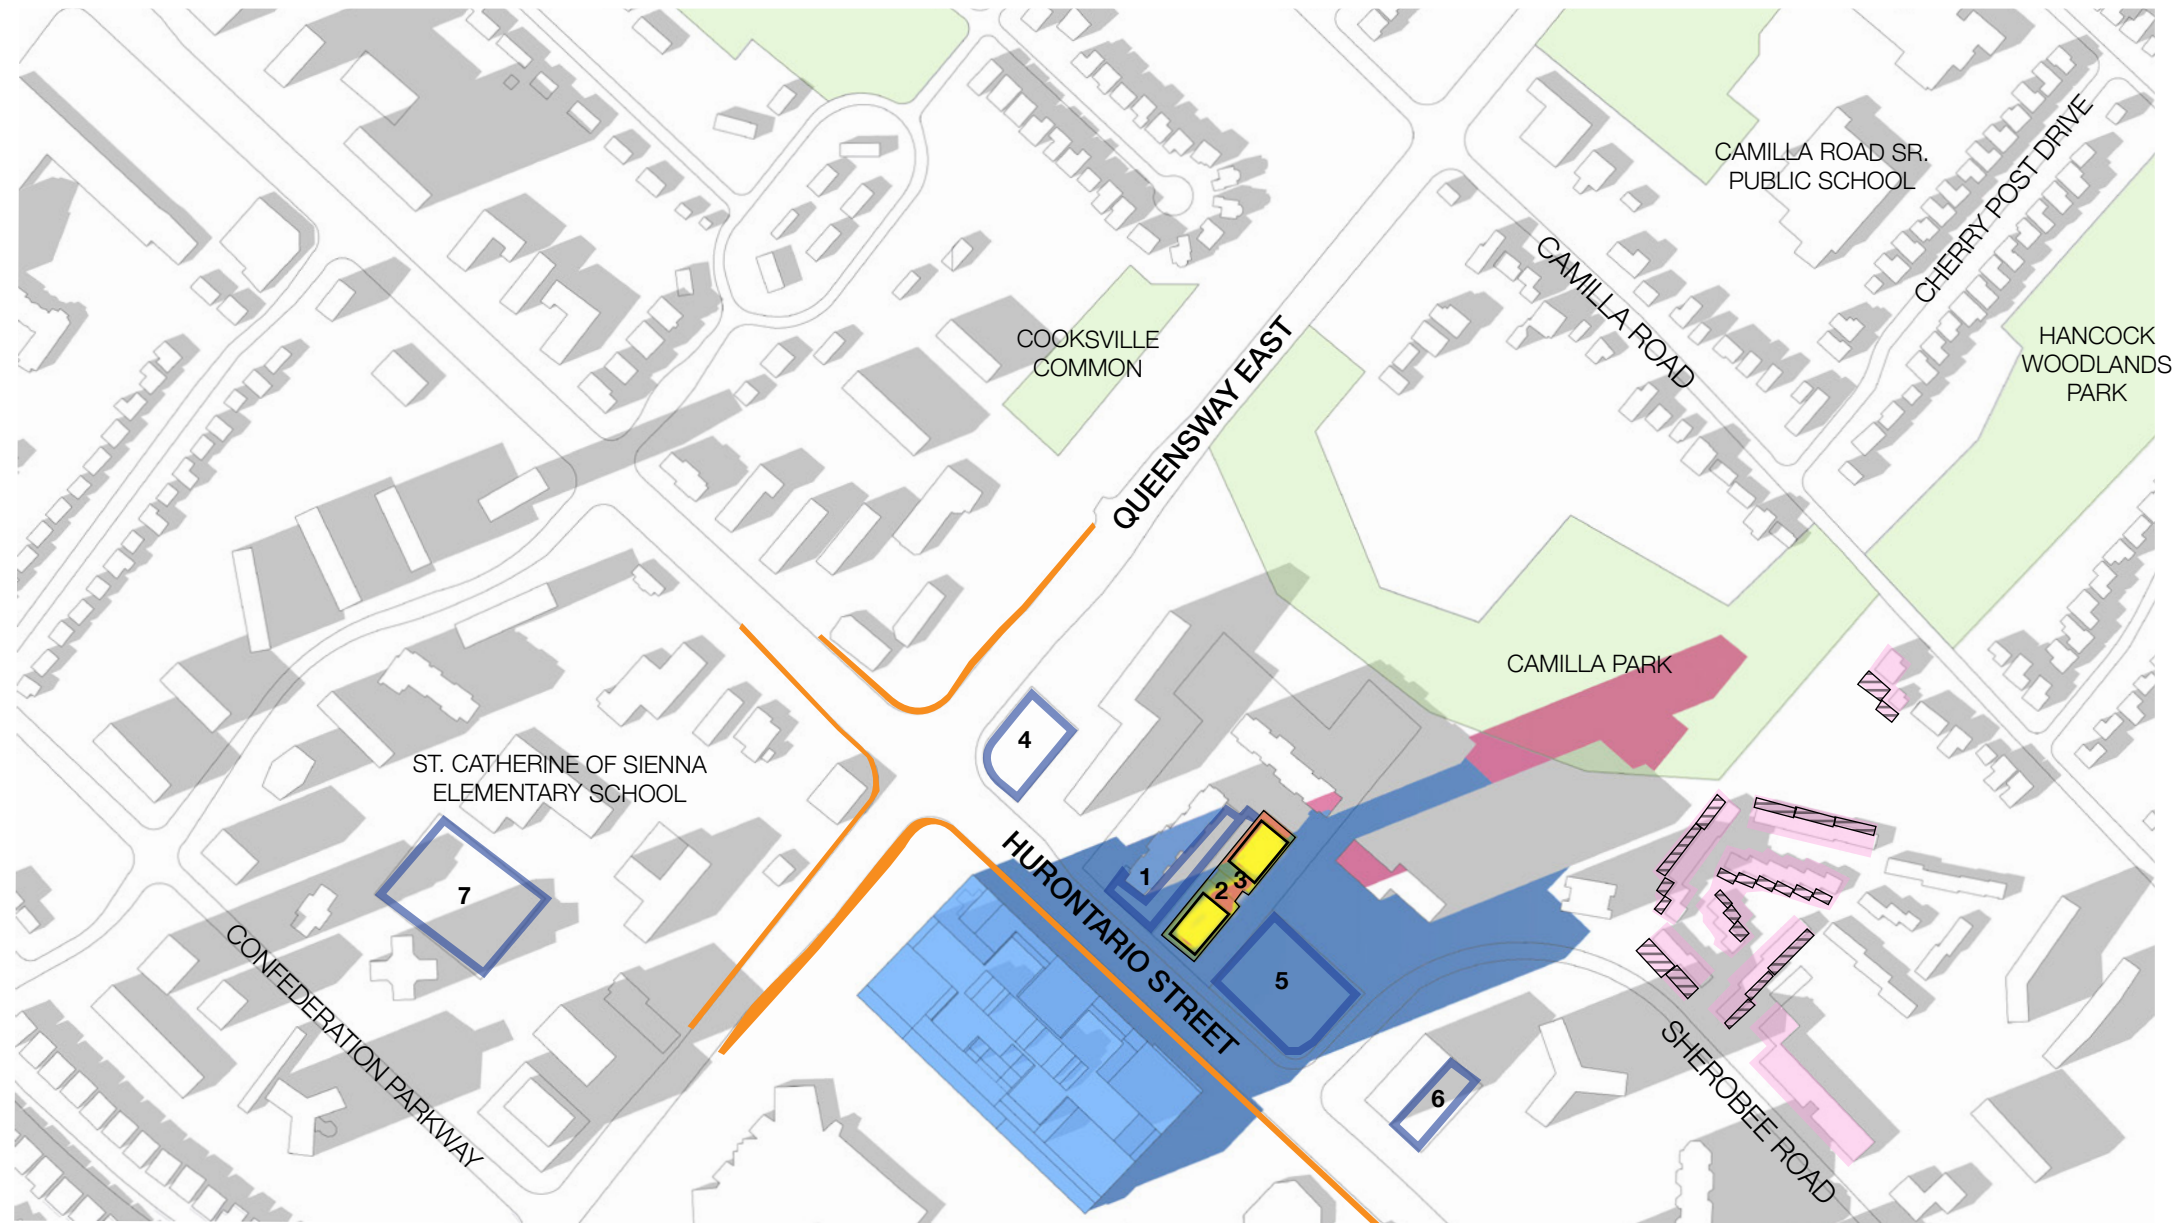 CAMILLA ROAD SR.
PUBLIC SCHOOL
CHERRY POST DRIVE
CAMILLA ROAD
HANCOCK
WOODLANDS
PARK
COOKSVILLE
COMMON
QUEENSWAY EAST
CAMILLA PARK
4
ST. CATHERINE OF SIENNA
ELEMENTARY SCHOOL
HURONTARIO STREET
1
2
3
7
5
CONFEDERATION PARKWAY
6
SHEROBEE ROAD